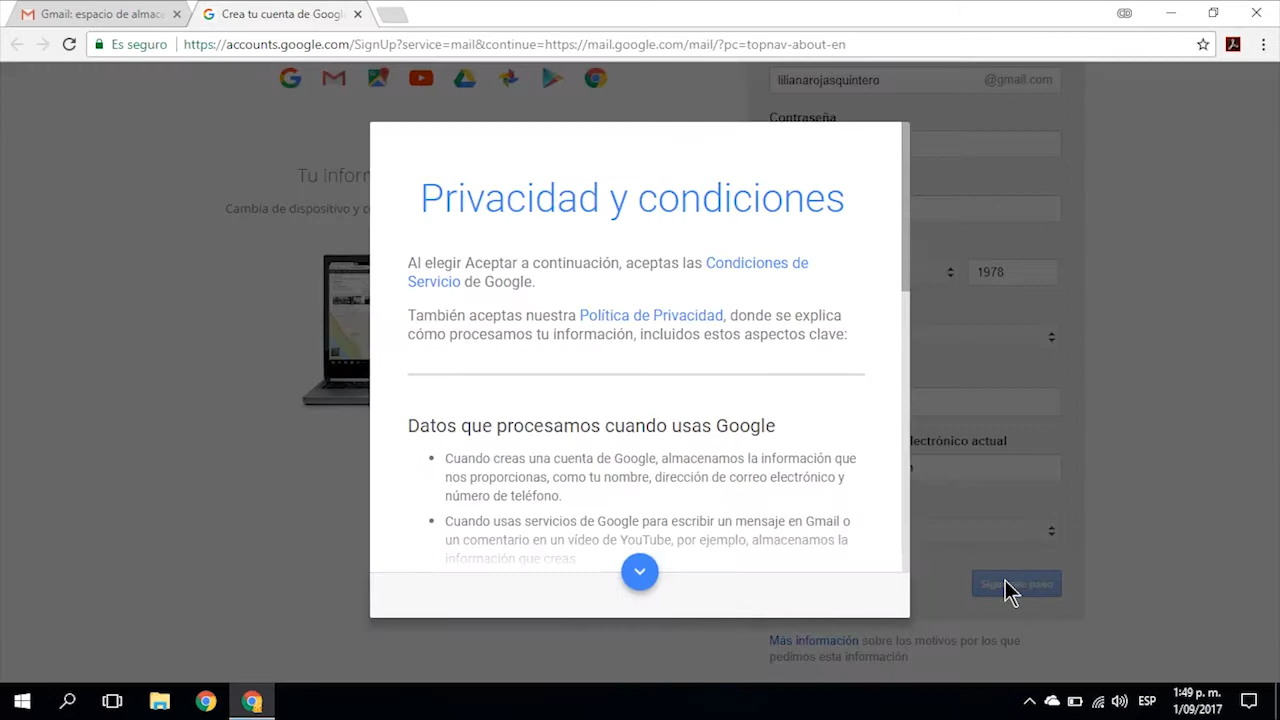 Gmail: espacio de almace
Crea tu cuenta de Google
Es seguro
https://accounts.google.com/SignUp?service=mail&continue=https://mail.google.com/mail/?pc=topnav-about-en
lilianarojasquintero
@gmail.com
Contraseña
Tu inforr
Cambia de dispositivo y c
Privacidad y condiciones
Al elegir Aceptar a continuación, aceptas las Condiciones de
Servicio de Google.
También aceptas nuestra Política de Privacidad, donde se explica
cómo procesamos tu información, incluidos estos aspectos clave:
1978
Datos que procesamos cuando usas Google
• Cuando creas una cuenta de Google, almacenamos la información que
nos proporcionas, como tu nombre, dirección de correo electrónico y
número de teléfono.
• Cuando usas servicios de Google para escribir un mensaje en Gmail o
un comentario en un vídeo de YouTube, por ejemplo, almacenamos la
información que creas
lectrónico actual
Más información sobre los motivos por los que
pedimos esta información
ESP
1:49 p. m.
1/09/2017